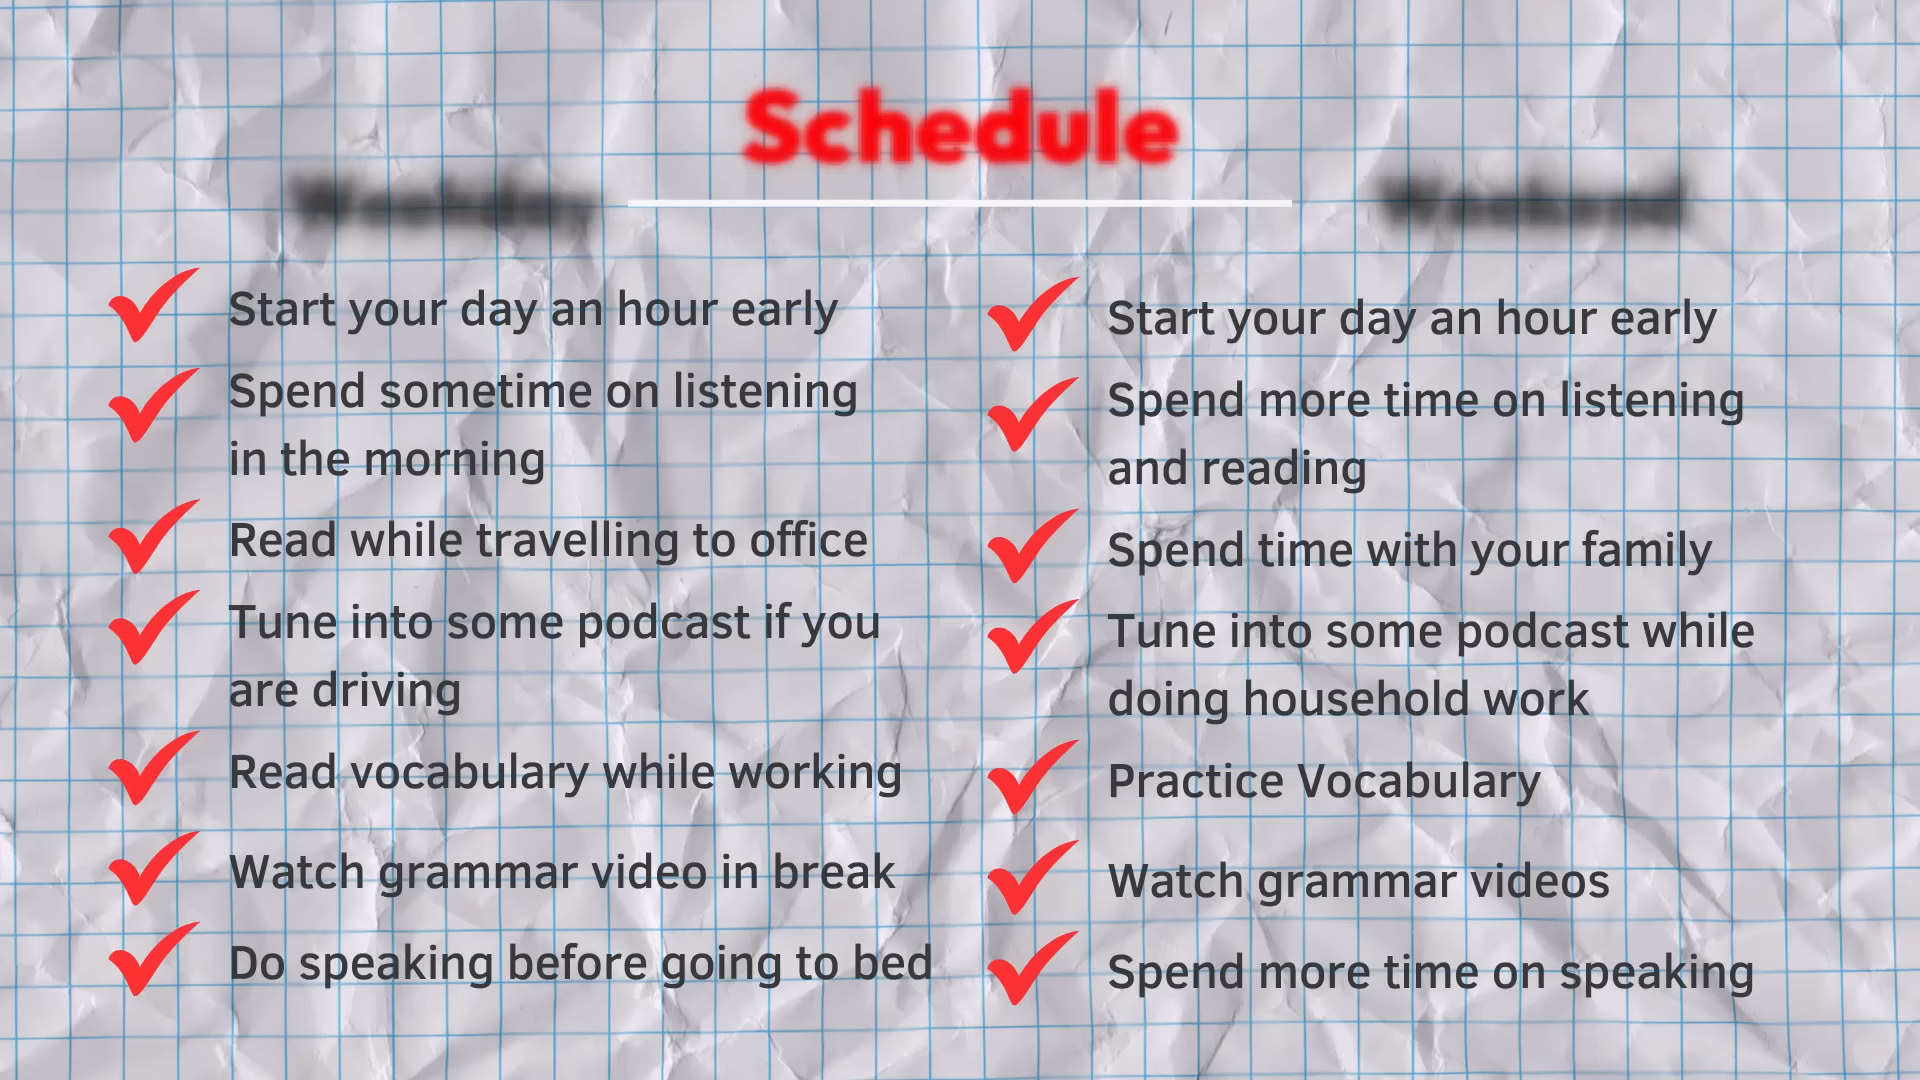 Schedule
Start your day an hour early
Spend sometime on listening
in the morning
Read while travelling to office
Tune into some podcast if you
are driving
Read vocabulary while working
Watch grammar video in break
Do speaking before going to bed
Start your day an hour early
Spend more time on listening
and reading
Spend time with your family
Tune into some podcast while
doing household work
Practice Vocabulary
Watch grammar videos
Spend more time on speaking